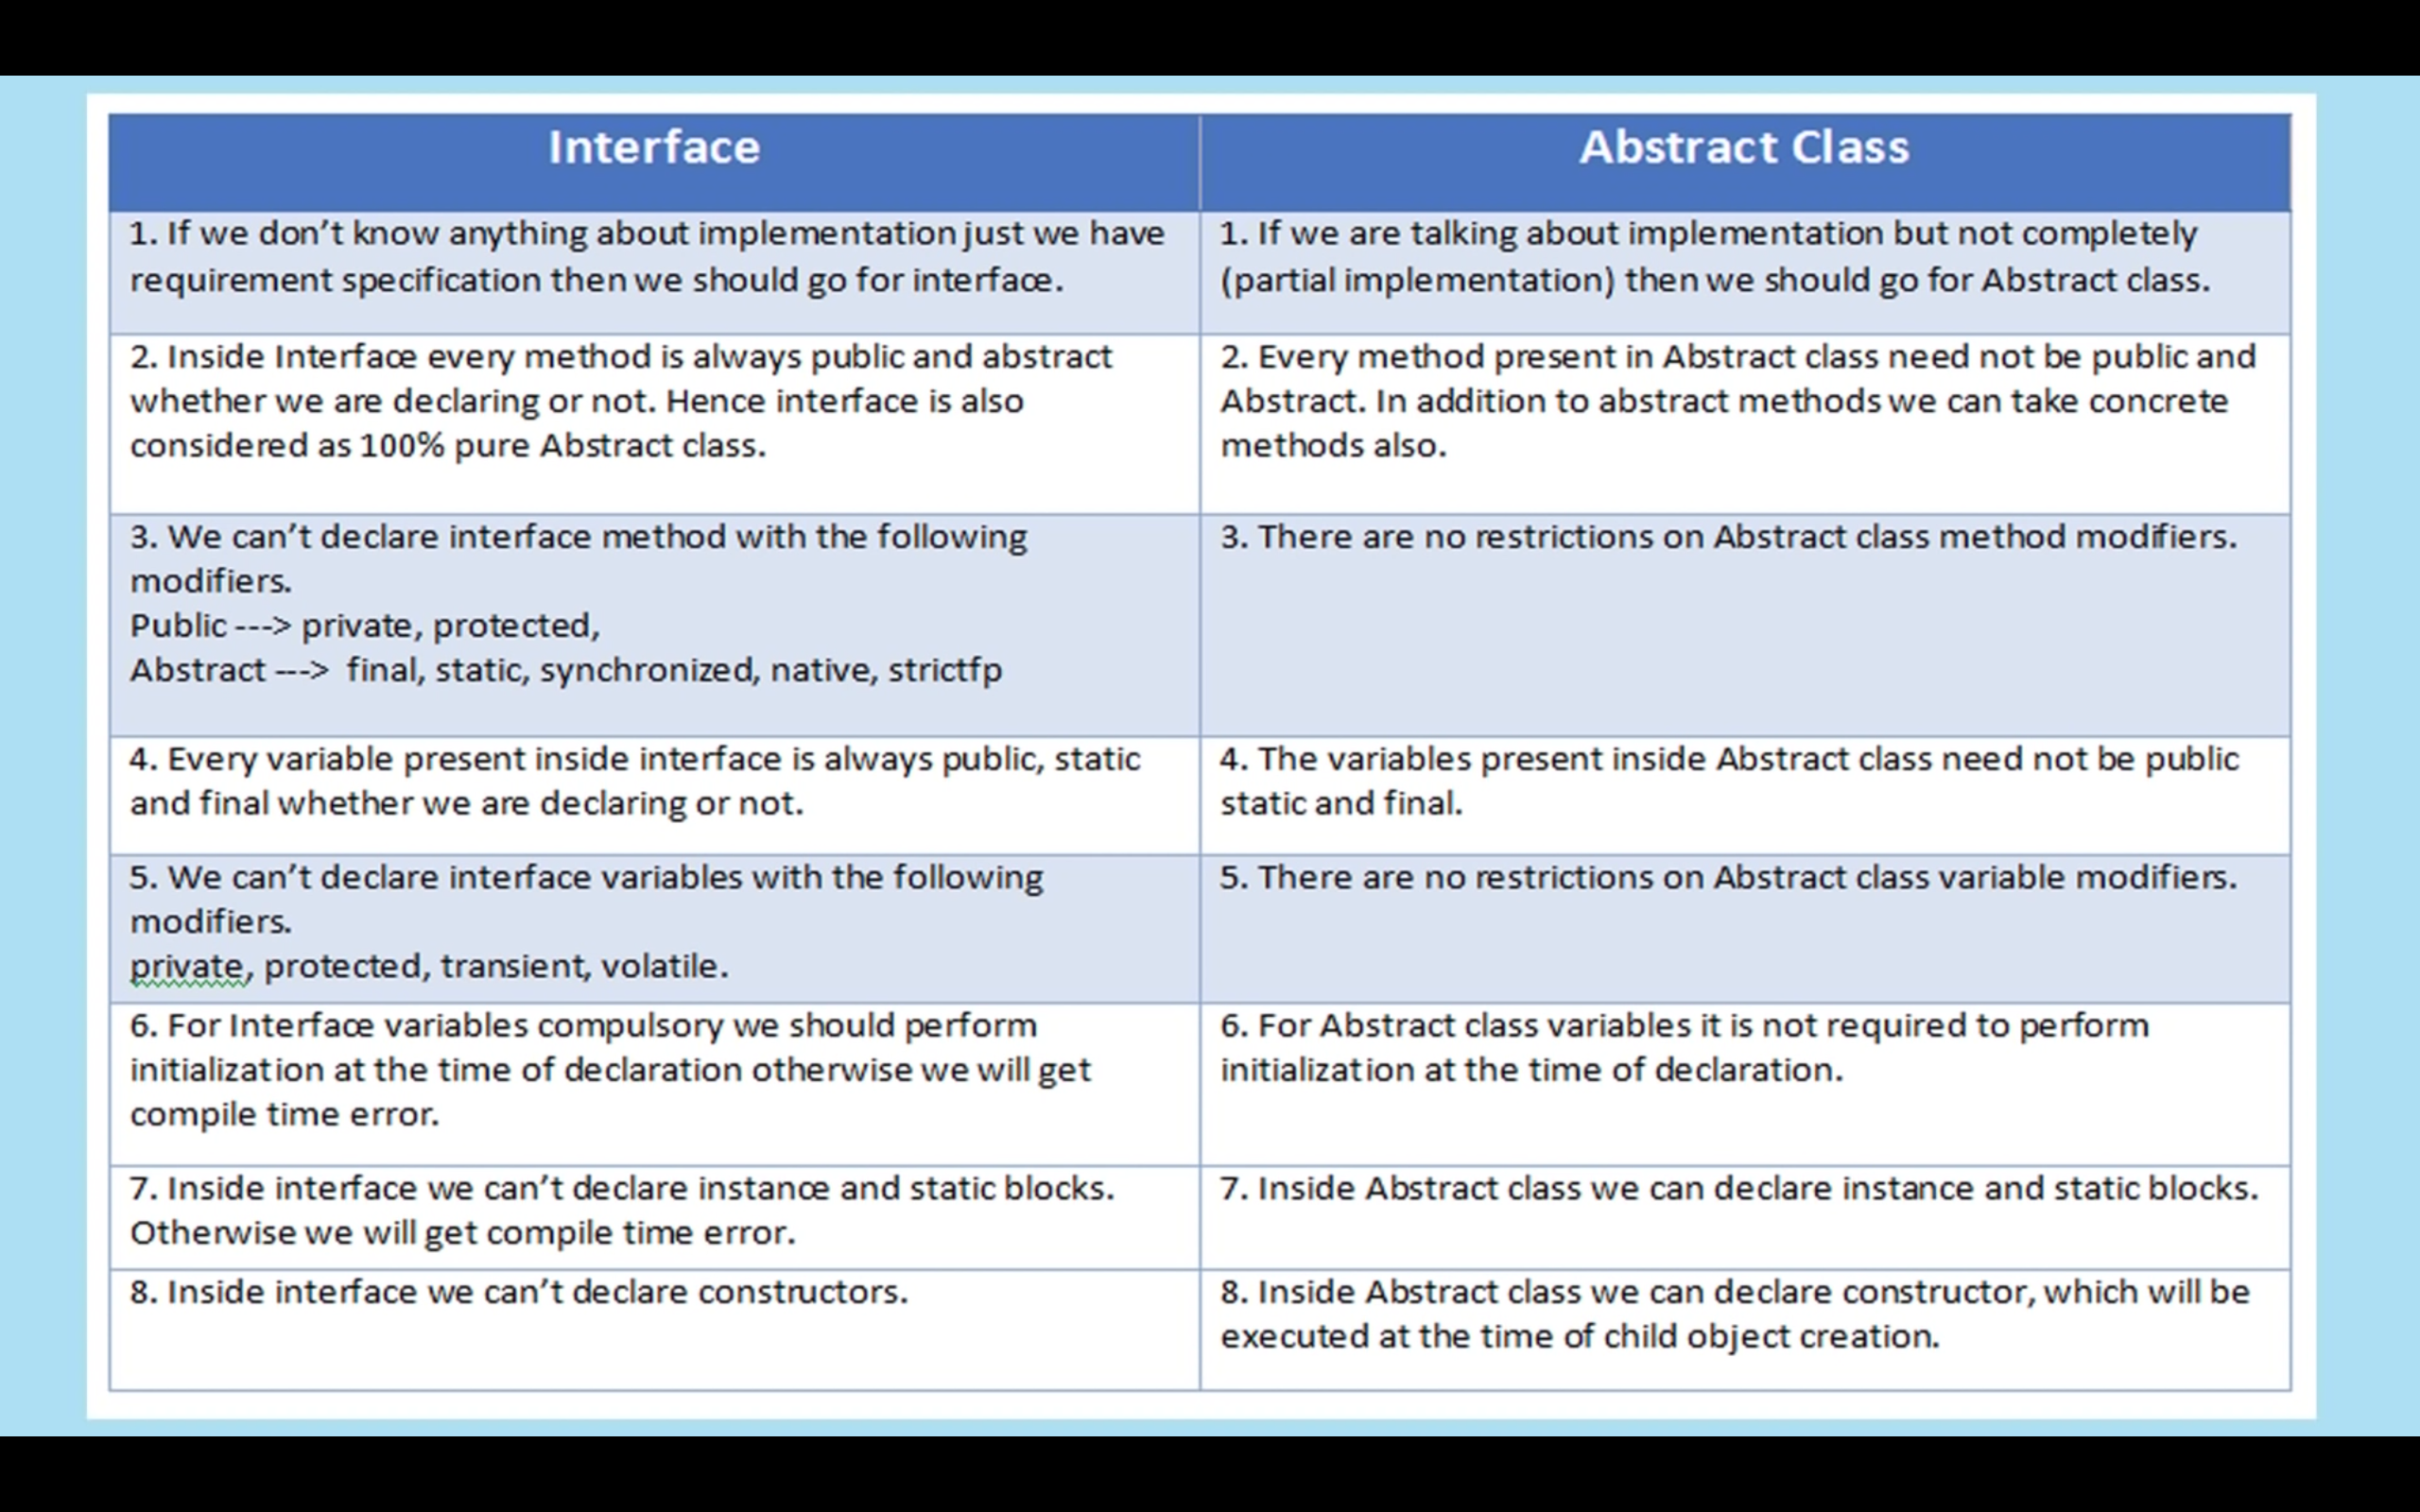 Interface
Abstract Class
1. If we don't know anything about implementation just we have
requirement specification then we should go for interface.
1. If we are talking about implementation but not completely
(partial implementation) then we should go for Abstract class.
2. Inside Interface every method is always public and abstract
whether we are declaring or not. Hence interface is also
considered as 100% pure Abstract class.
2. Every method present in Abstract class need not be public and
Abstract. In addition to abstract methods we can take concrete
methods also.
3. We can't declare interface method with the following
modifiers.
Public ---> private, protected,
Abstract ---> final, static, synchronized, native, strictfp
3. There are no restrictions on Abstract class method modifiers.
4. Every variable present inside interface is always public, static
and final whether we are declaring or not.
4. The variables present inside Abstract class need not be public
static and final.
5. We can't declare interface variables with the following
modifiers.
private, protected, transient, volatile.
5. There are no restrictions on Abstract class variable modifiers.
6. For Interface variables compulsory we should perform
initialization at the time of declaration otherwise we will get
compile time error.
6. For Abstract class variables it is not required to perform
initialization at the time of declaration.
7. Inside interface we can't declare instance and static blocks.
Otherwise we will get compile time error.
7. Inside Abstract class we can declare instance and static blocks.
8. Inside interface we can't declare constructors.
8. Inside Abstract class we can declare constructor, which will be
executed at the time of child object creation.